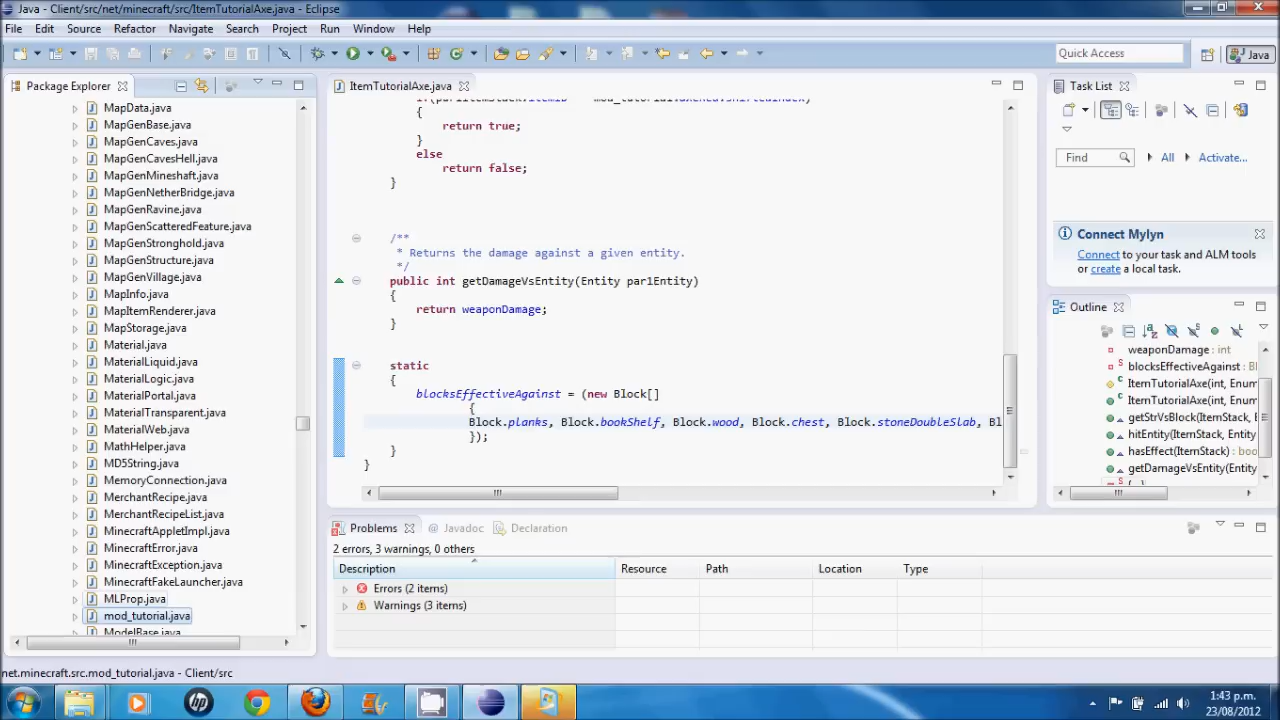 Java - Client/src/net/minecraft/src/ItemTutorialAxe.java - Eclipse
File Edit Source Refactor Navigate Search Project Run Window Help
Quick Access
Java
Package Explorer
MapData.java
MapGenBase.java
MapGenCaves.java
MapGenCavesHell.java
MapGenMineshaft.java
MapGenNetherBridge.java
MapGenRavine.java
MapGenScatteredFeature.java
MapGenStronghold.java
MapGenStructure.java
MapGenVillage.java
MapInfo.java
MapItemRenderer.java
MapStorage.java
Material.java
MaterialLiquid.java
MaterialLogic.java
MaterialPortal.java
MaterialTransparent.java
MaterialWeb.java
MathHelper.java
MD5String.java
MemoryConnection.java
MerchantRecipe.java
MerchantRecipeList.java
MinecraftAppletImpl.java
MinecraftError.java
MinecraftException.java
MinecraftFakeLauncher.java
MLProp.java
mod_tutorial.java
ModelBase.java
ItemTutorialAxe.java
{
return true;
}
else
return false;
}
/**
* Returns the damage against a given entity.
*/
public int getDamageVsEntity(Entity par1Entity)
{
return weaponDamage;
}
static
{
blocksEffectiveAgainst = (new Block[]
{
Block.planks, Block.bookShelf, Block.wood, Block.chest, Block.stoneDoubleSlab, Bl
});
}
}
Problems Javadoc Declaration
2 errors, 3 warnings, 0 others
Description Resource Path Location Type
Errors (2 items)
Warnings (3 items)
Task List
Find All Activate...
Connect Mylyn
Connect to your task and ALM tools
or create a local task.
Outline
weaponDamage : int
blocksEffectiveAgainst : Bl
ItemTutorialAxe(int, Enum
ItemTutorialAxe(int, Enum
getStrVsBlock(ItemStack,
hitEntity(ItemStack, Entity
hasEffect(ItemStack) : boo
getDamageVsEntity(Entity
net.minecraft.src.mod_tutorial.java - Client/src
1:43 p.m.
23/08/2012